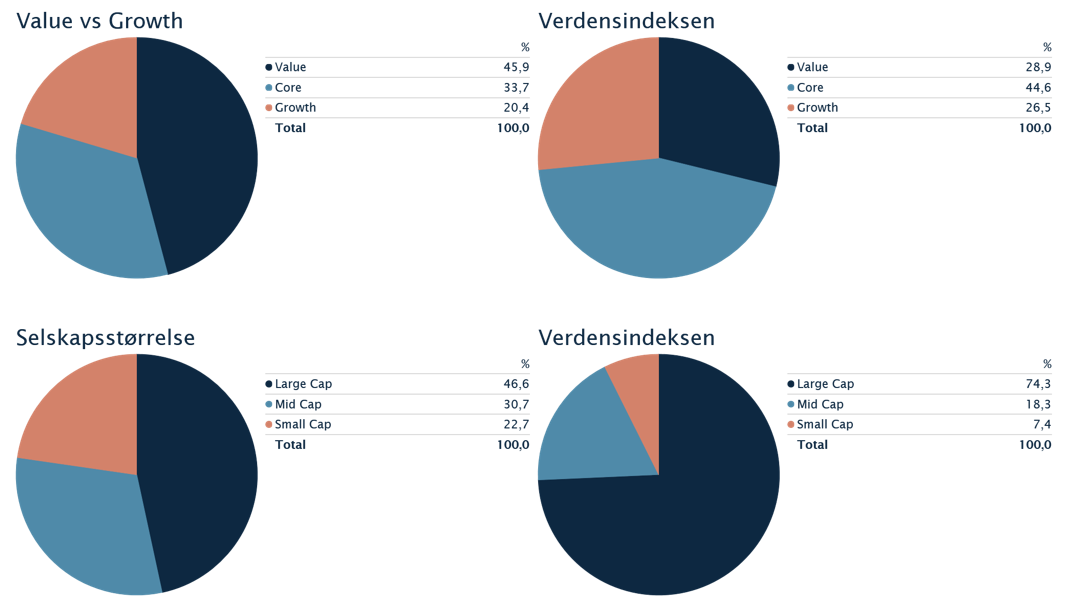 Value vs Growth
%
Value 45,9
Core 33,7
Growth 20,4
Total 100,0
Verdensindeksen
%
Value 28,9
Core 44,6
Growth 26,5
Total 100,0
Selskapsstørrelse
%
Large Cap 46,6
Mid Cap 30,7
Small Cap 22,7
Total 100,0
Verdensindeksen
%
Large Cap 74,3
Mid Cap 18,3
Small Cap 7,4
Total 100,0